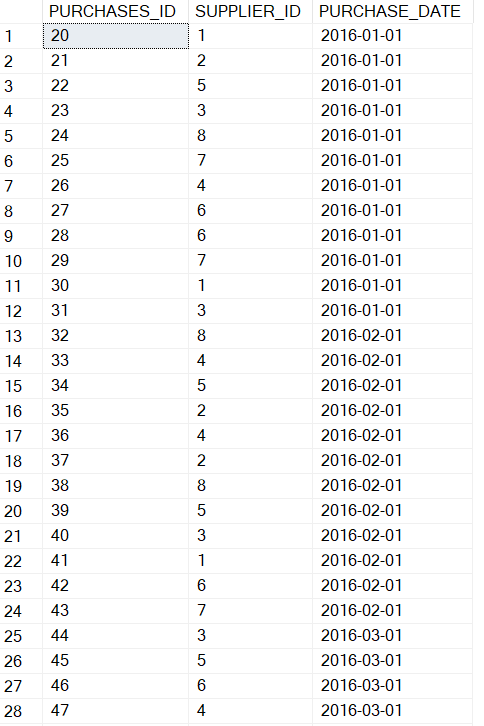 PURCHASES_ID SUPPLIER_ID PURCHASE_DATE
1 20 1 2016-01-01
2 21 2 2016-01-01
3 22 5 2016-01-01
4 23 3 2016-01-01
5 24 8 2016-01-01
6 25 7 2016-01-01
7 26 4 2016-01-01
8 27 6 2016-01-01
9 28 6 2016-01-01
10 29 7 2016-01-01
11 30 1 2016-01-01
12 31 3 2016-01-01
13 32 8 2016-02-01
14 33 4 2016-02-01
15 34 5 2016-02-01
16 35 2 2016-02-01
17 36 4 2016-02-01
18 37 2 2016-02-01
19 38 8 2016-02-01
20 39 5 2016-02-01
21 40 3 2016-02-01
22 41 1 2016-02-01
23 42 6 2016-02-01
24 43 7 2016-02-01
25 44 3 2016-03-01
26 45 5 2016-03-01
27 46 6 2016-03-01
28 47 4 2016-03-01